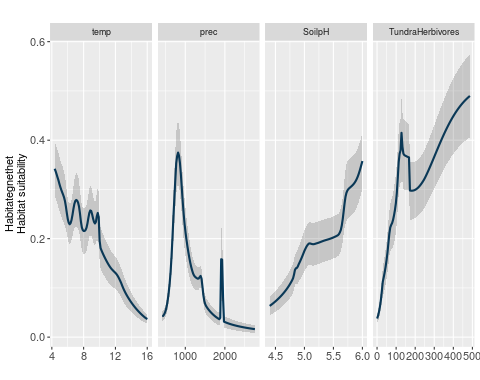 temp prec SoilpH TundraHerbivores
Habitategnethet
Habitat suitability
0.6
0.4
0.2
0.0
4 8 12 16 1000 2000 4.5 5.0 5.5 6.0 0 100 200 300 400 500